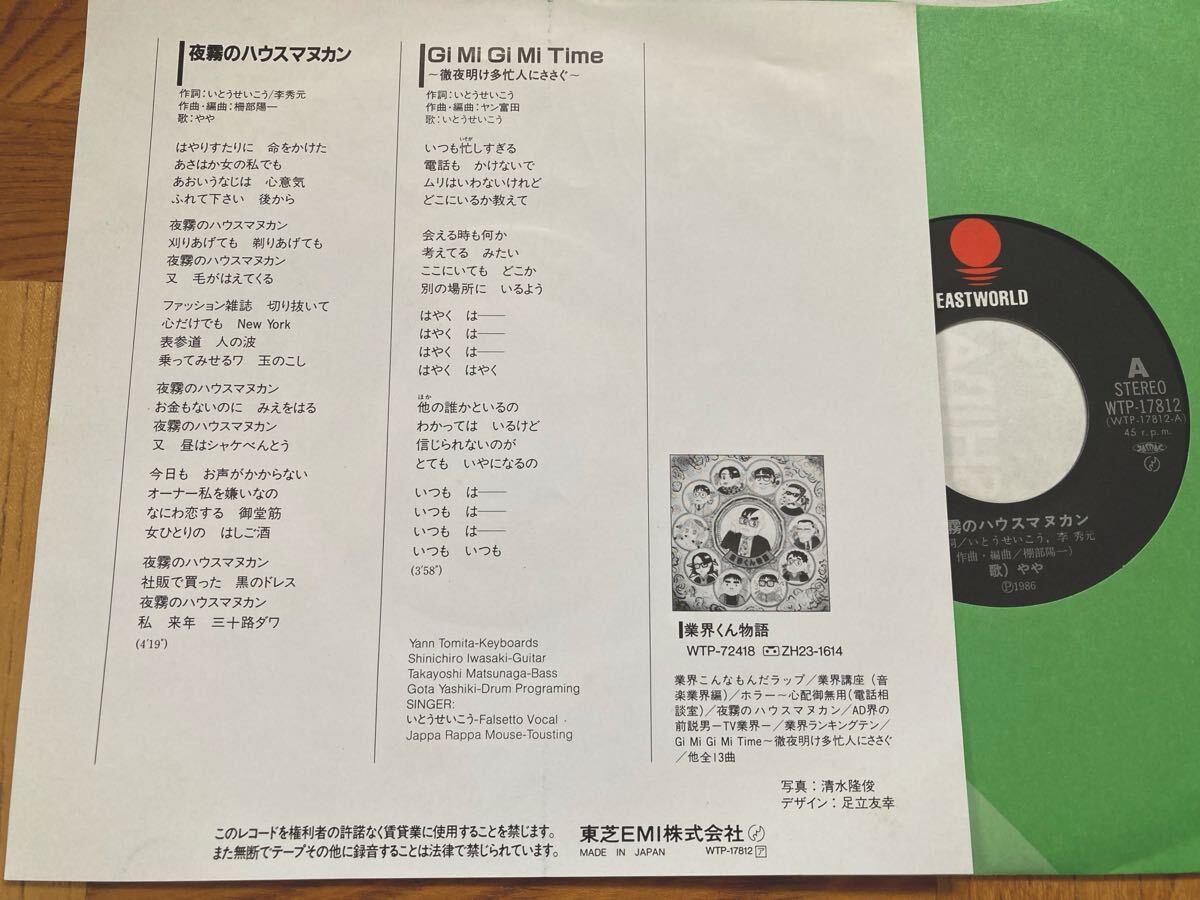 夜霧のハウスマヌカン
作詞:いとうせいこう/李秀元
作曲・編曲:柵部陽一
歌:やや
はやりすたりに 命をかけた
あさはか女の私でも
あおいうなじは 心意気
ふれて下さい 後から
夜霧のハウスマヌカン
刈りあげても 剃りあげても
夜霧のハウスマヌカン
又 毛がはえてくる
ファッション雑誌 切り抜いて
心だけでも New York
表参道 人の波
乗ってみせるワ 玉のこし
夜霧のハウスマヌカン
お金もないのに みえをはる
夜霧のハウスマヌカン
又 昼はシャケべんとう
今日も お声がかからない
オーナー私を嫌いなの
なにわ恋する 御堂筋
女ひとりの はしご酒
夜霧のハウスマヌカン
社販で買った 黒のドレス
夜霧のハウスマヌカン
私 来年 三十路ダワ
(4'19")
Gi Mi Gi Mi Time
〜徹夜明け多忙人にささぐ〜
作詞:いとうせいこう
作曲・編曲:ヤン富田
歌:いとうせいこう
いそが
いつも忙しすぎる
電話も かけないで
ムリはいわないけれど
どこにいるか教えて
会える時も何か
考えてる みたい
ここにいても どこか
別の場所に いるよう
はやく は——
はやく は——
はやく は——
はやく はやく
ほか
他の誰かといるの
わかっては いるけど
信じられないのが
とても いやになるの
いつも は——
いつも は——
いつも は——
いつも いつも
(3'58")
Yann Tomita-Keyboards
Shinichiro Iwasaki-Guitar
Takayoshi Matsunaga-Bass
Gota Yashiki-Drum Programing
SINGER:
いとうせいこう-Falsetto Vocal
Jappa Rappa Mouse-Tousting
業界くん物語
業界くん物語
WTP-72418 ZH23-1614
業界こんなもんだラップ/業界講座(音
楽業界編)/ホラー〜心配御無用(電話相
談室)/夜霧のハウスマヌカン/AD界の
前説男ーTV業界ー/業界ランキングテン/
Gi Mi Gi Mi Time〜徹夜明け多忙人にささぐ
/他全13曲
写真:清水隆俊
デザイン:足立友幸
このレコードを権利者の許諾なく賃貸業に使用することを禁じます。
また無断でテープその他に録音することは法律で禁じられています。
東芝EMI株式会社
MADE IN JAPAN WTP-17812 ア
EASTWORLD
A
STEREO
WTP-17812
(WTP-17812-A)
45 r.p.m.
霧のハウスマヌカン
詞/いとうせいこう, 李 秀元
作曲・編曲/棚部陽一)
歌) やや
Ⓟ1986